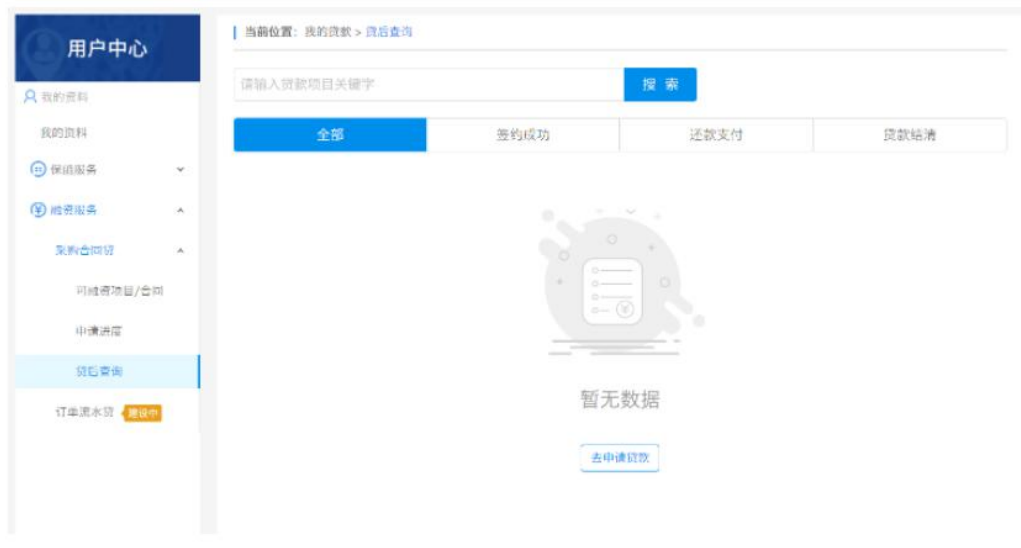 用户中心
我的资料
我的资料
保函服务
融资服务
采购合同贷
可融资项目/合同
申请进度
贷后查询
订单流水贷 建设中
当前位置：我的贷款 > 贷后查询
请输入贷款项目关键字
搜 索
全部 签约成功 还款支付 贷款结清
暂无数据
去申请贷款